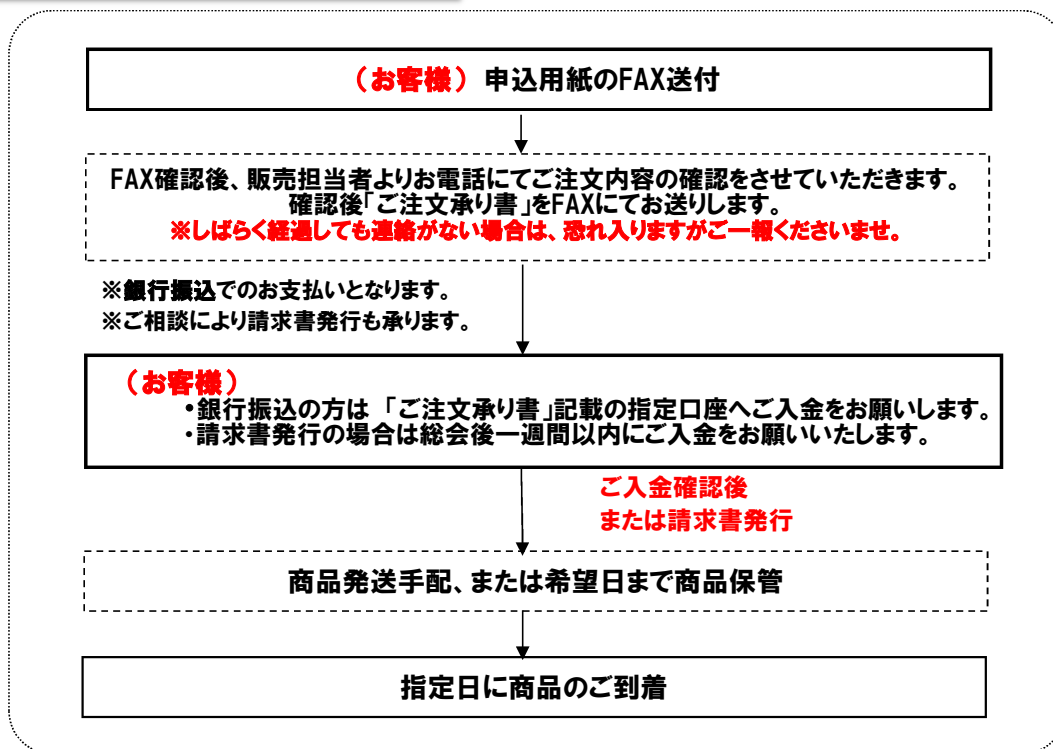 （お客様） 申込用紙のFAX送付
FAX確認後、販売担当者よりお電話にてご注文内容の確認をさせていただきます。
確認後「ご注文承り書」をFAXにてお送りします。
※しばらく経過しても連絡がない場合は、恐れ入りますがご一報くださいませ。
※銀行振込でのお支払いとなります。
※ご相談により請求書発行も承ります。
（お客様）
・銀行振込の方は 「ご注文承り書」記載の指定口座へご入金をお願いします。
・請求書発行の場合は総会後一週間以内にご入金をお願いいたします。
ご入金確認後
または請求書発行
商品発送手配、または希望日まで商品保管
指定日に商品のご到着